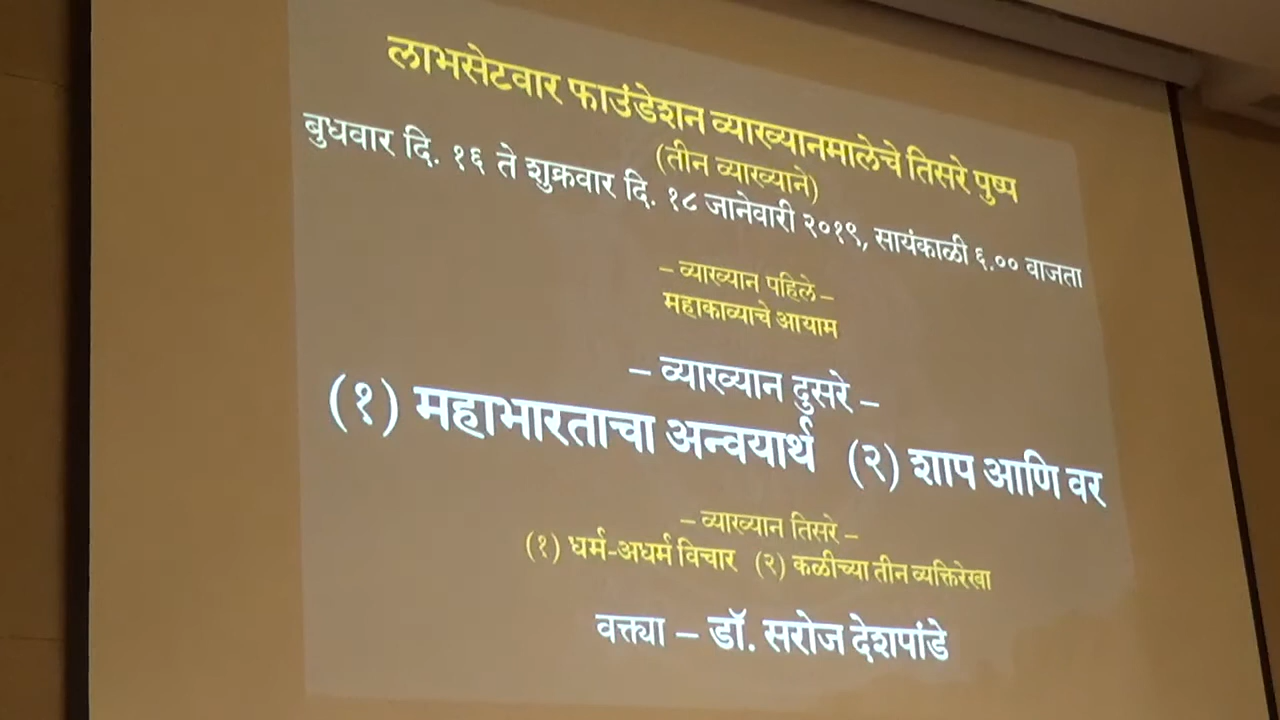 लाभसेटवार फाउंडेशन व्याख्यानमालेचे तिसरे पुष्प
(तीन व्याख्याने)
बुधवार दि. १६ ते शुक्रवार दि. १८ जानेवारी २०१९, सायंकाळी ६.०० वाजता
– व्याख्यान पहिले –
महाकाव्याचे आयाम
– व्याख्यान दुसरे –
(१) महाभारताचा अन्वयार्थ (२) शाप आणि वर
– व्याख्यान तिसरे –
(१) धर्म-अधर्म विचार (२) कळीच्या तीन व्यक्तिरेखा
वक्त्या – डॉ. सरोज देशपांडे